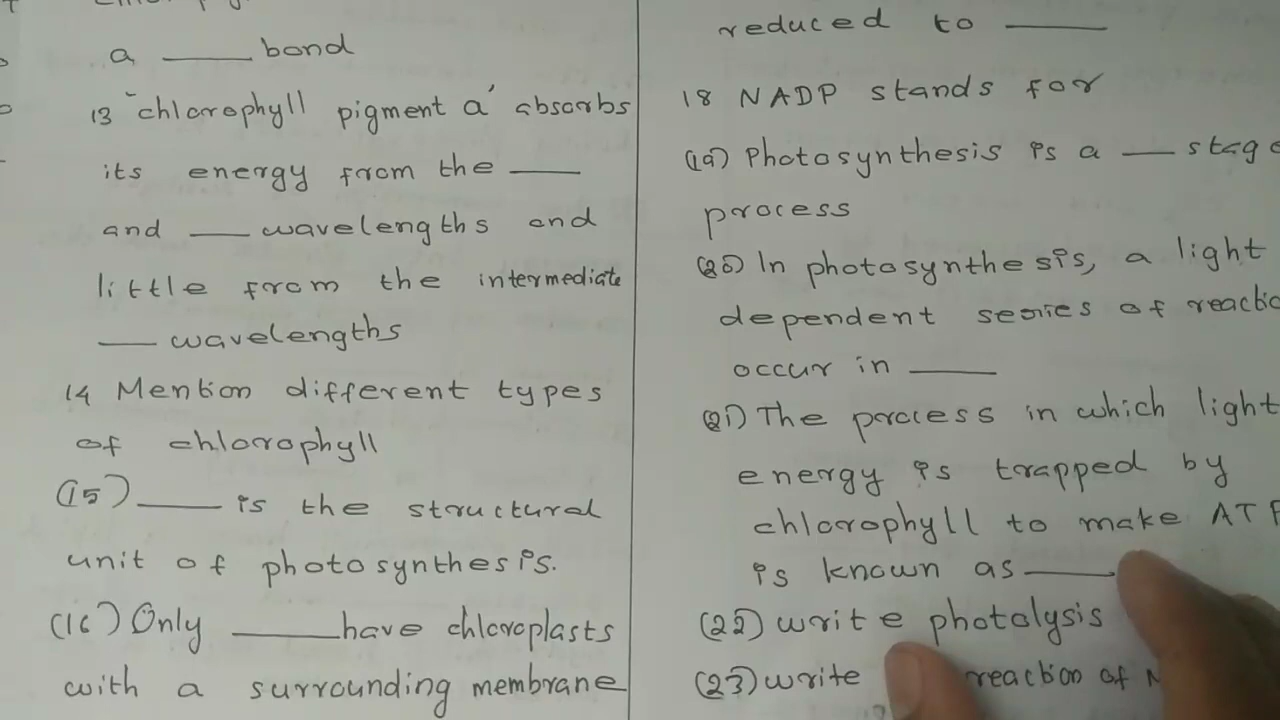 a ____ bond
13 "chlorophyll pigment a' absorbs
its energy from the ____
and ____ wavelengths and
little from the intermediate
____ wavelengths
14 Mention different types
of chlorophyll
(15) ____ is the structural
unit of photosynthesis.
(16) Only ____ have chloroplasts
with a surrounding membrane
reduced to ____
18 NADP stands for
(19) Photosynthesis is a ____ stage
process
(20) In photosynthesis, a light
dependent series of reactio
occur in ____
(21) The process in which light
energy is trapped by
chlorophyll to make ATP
is known as ____
(22) write photolysis
(23) write reaction of N